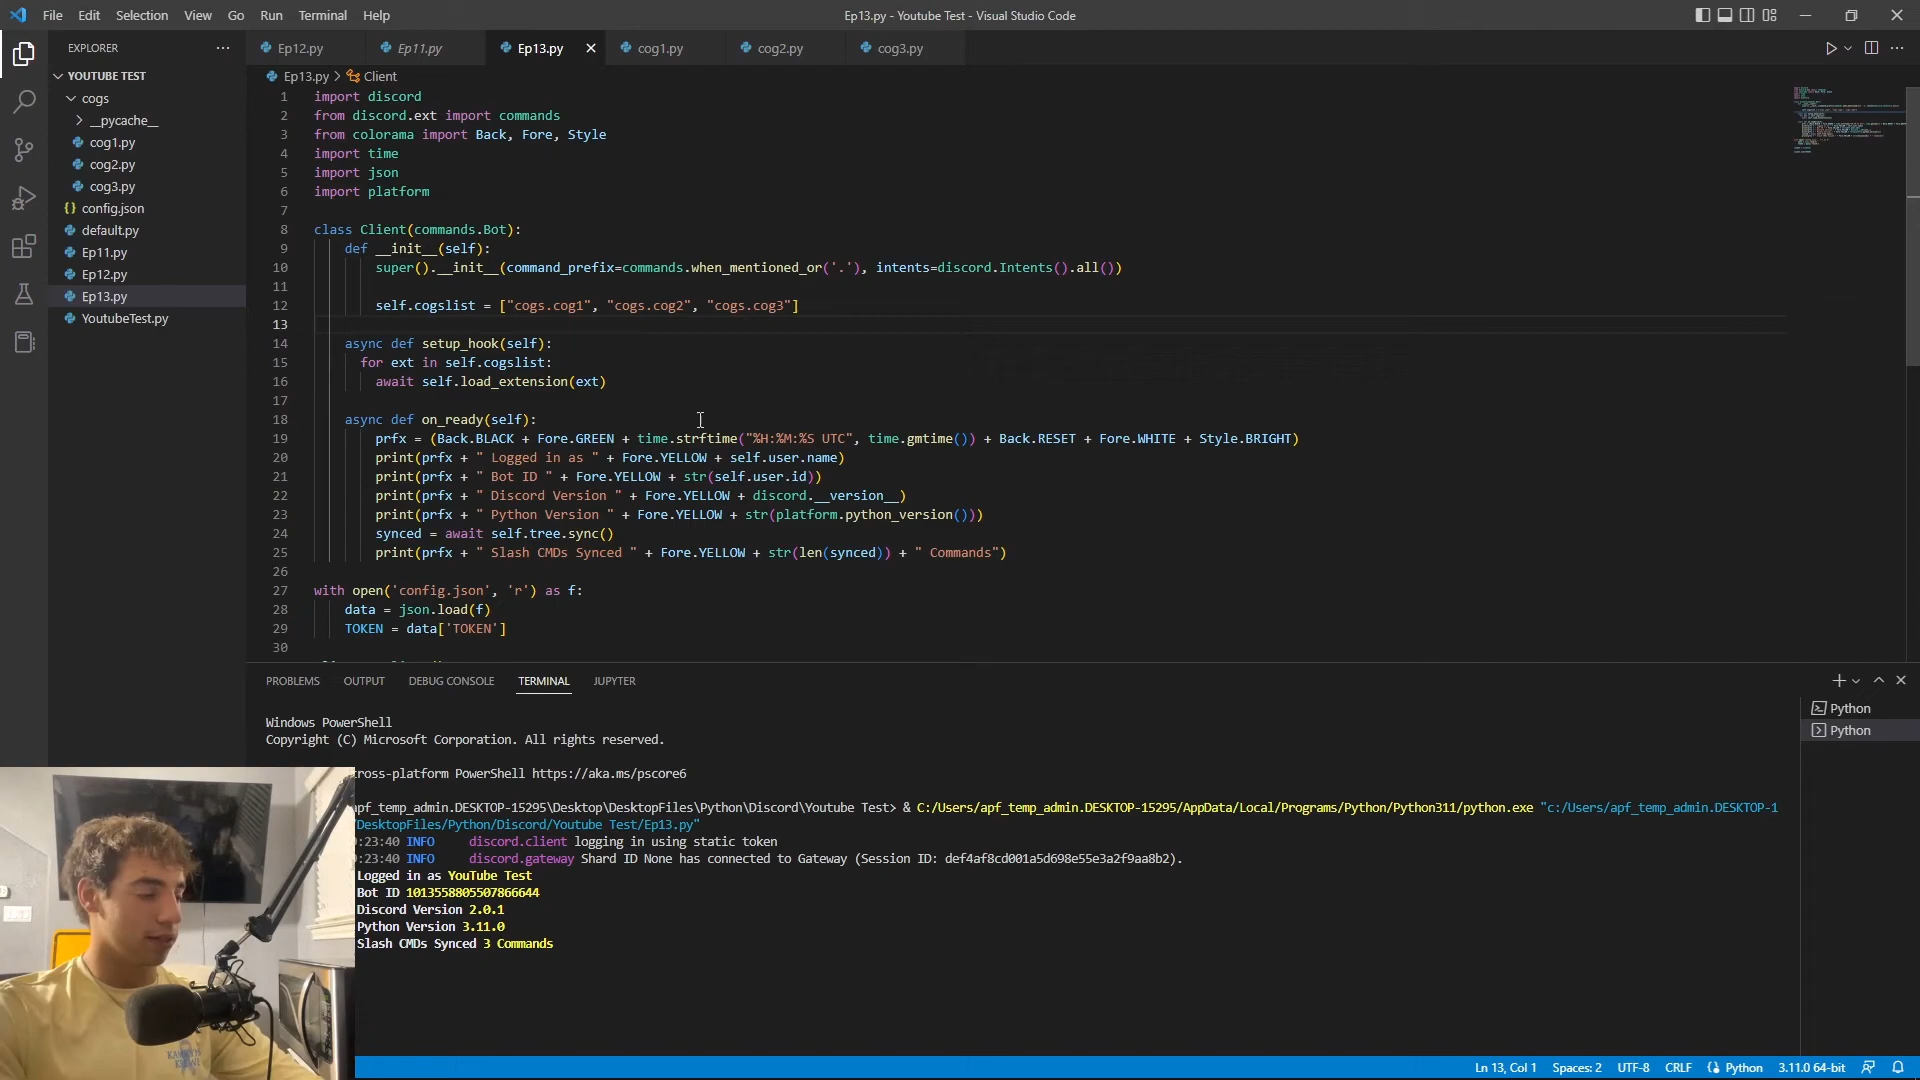 File Edit Selection View Go Run Terminal Help
Ep13.py - Youtube Test - Visual Studio Code
EXPLORER
Ep12.py
Ep11.py
Ep13.py
cog1.py
cog2.py
cog3.py
YOUTUBE TEST
cogs
__pycache__
cog1.py
cog2.py
cog3.py
config.json
default.py
Ep11.py
Ep12.py
Ep13.py
YoutubeTest.py
Ep13.py > Client
1 import discord
2 from discord.ext import commands
3 from colorama import Back, Fore, Style
4 import time
5 import json
6 import platform
7
8 class Client(commands.Bot):
9 def __init__(self):
10 super().__init__(command_prefix=commands.when_mentioned_or('.'), intents=discord.Intents().all())
11
12 self.cogslist = ["cogs.cog1", "cogs.cog2", "cogs.cog3"]
13
14 async def setup_hook(self):
15 for ext in self.cogslist:
16 await self.load_extension(ext)
17
18 async def on_ready(self):
19 prfx = (Back.BLACK + Fore.GREEN + time.strftime("%H:%M:%S UTC", time.gmtime()) + Back.RESET + Fore.WHITE + Style.BRIGHT)
20 print(prfx + " Logged in as " + Fore.YELLOW + self.user.name)
21 print(prfx + " Bot ID " + Fore.YELLOW + str(self.user.id))
22 print(prfx + " Discord Version " + Fore.YELLOW + discord.__version__)
23 print(prfx + " Python Version " + Fore.YELLOW + str(platform.python_version()))
24 synced = await self.tree.sync()
25 print(prfx + " Slash CMDs Synced " + Fore.YELLOW + str(len(synced)) + " Commands")
26
27 with open('config.json', 'r') as f:
28 data = json.load(f)
29 TOKEN = data['TOKEN']
30
PROBLEMS OUTPUT DEBUG CONSOLE TERMINAL JUPYTER
Python
Python
Windows PowerShell
Copyright (C) Microsoft Corporation. All rights reserved.
ross-platform PowerShell https://aka.ms/pscore6
apf_temp_admin.DESKTOP-15295\Desktop\DesktopFiles\Python\Discord\Youtube Test> & C:/Users/apf_temp_admin.DESKTOP-15295/AppData/Local/Programs/Python/Python311/python.exe "c:/Users/apf_temp_admin.DESKTOP-1
/DesktopFiles/Python/Discord/Youtube Test/Ep13.py"
:23:40 INFO discord.client logging in using static token
:23:40 INFO discord.gateway Shard ID None has connected to Gateway (Session ID: def4af8cd001a5d698e55e3a2f9aa8b2).
Logged in as YouTube Test
Bot ID 1013558805507866644
Discord Version 2.0.1
Python Version 3.11.0
Slash CMDs Synced 3 Commands
Ln 13, Col 1 Spaces: 2 UTF-8 CRLF Python 3.11.0 64-bit